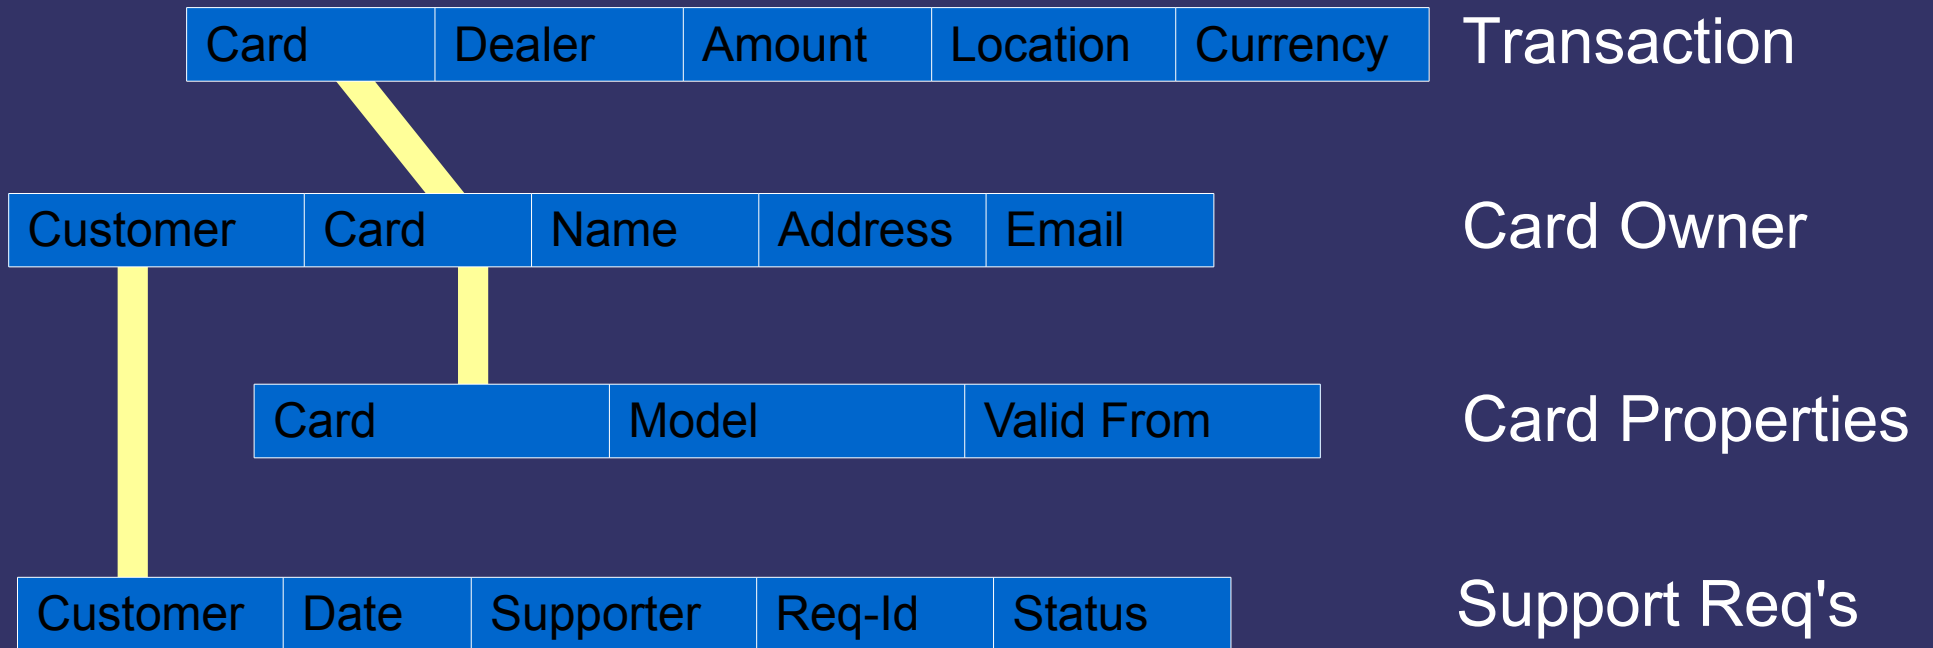 Card Dealer Amount Location Currency Transaction
Customer Card Name Address Email Card Owner
Card Model Valid From Card Properties
Customer Date Supporter Req-Id Status Support Req's